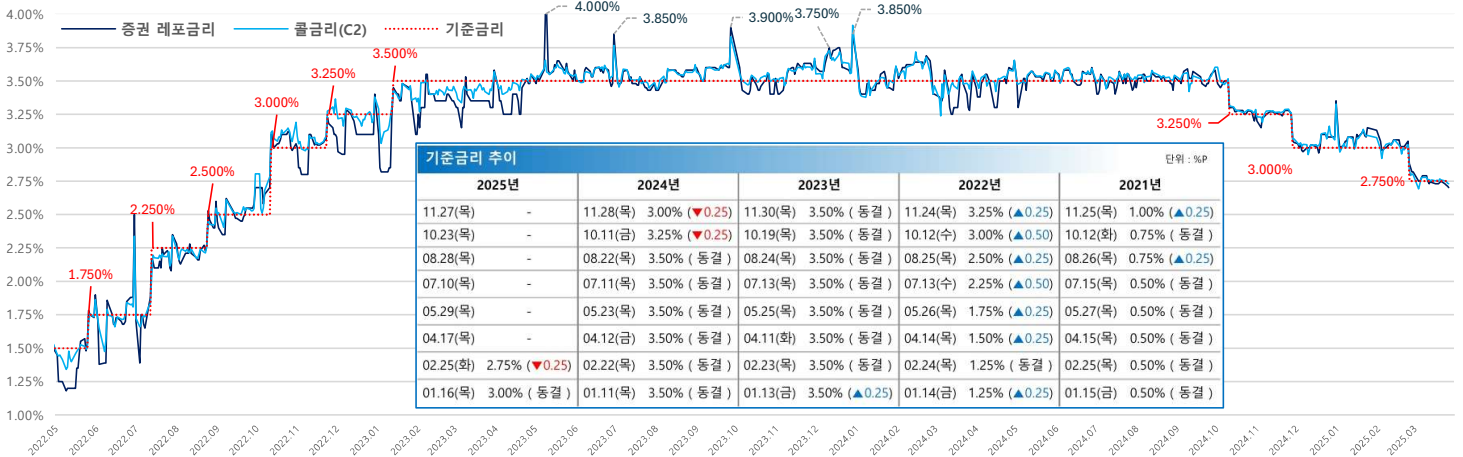 증권 레포금리 콜금리(C2) 기준금리
4.00%
3.75%
3.50%
3.25%
3.00%
2.75%
2.50%
2.25%
2.00%
1.75%
1.50%
1.25%
1.00%
1.750%
2.250%
2.500%
3.000%
3.250%
3.500%
4.000%
3.850%
3.900%
3.750%
3.850%
3.250%
3.000%
2.750%
기준금리 추이 단위 : %P
2025년 2024년 2023년 2022년 2021년
11.27(목) - 11.28(목) 3.00% (▼0.25) 11.30(목) 3.50% ( 동결 ) 11.24(목) 3.25% (▲0.25) 11.25(목) 1.00% (▲0.25)
10.23(목) - 10.11(금) 3.25% (▼0.25) 10.19(목) 3.50% ( 동결 ) 10.12(수) 3.00% (▲0.50) 10.12(화) 0.75% ( 동결 )
08.28(목) - 08.22(목) 3.50% ( 동결 ) 08.24(목) 3.50% ( 동결 ) 08.25(목) 2.50% (▲0.25) 08.26(목) 0.75% (▲0.25)
07.10(목) - 07.11(목) 3.50% ( 동결 ) 07.13(목) 3.50% ( 동결 ) 07.13(수) 2.25% (▲0.50) 07.15(목) 0.50% ( 동결 )
05.29(목) - 05.23(목) 3.50% ( 동결 ) 05.25(목) 3.50% ( 동결 ) 05.26(목) 1.75% (▲0.25) 05.27(목) 0.50% ( 동결 )
04.17(목) - 04.12(금) 3.50% ( 동결 ) 04.11(화) 3.50% ( 동결 ) 04.14(목) 1.50% (▲0.25) 04.15(목) 0.50% ( 동결 )
02.25(화) 2.75% (▼0.25) 02.22(목) 3.50% ( 동결 ) 02.23(목) 3.50% ( 동결 ) 02.24(목) 1.25% ( 동결 ) 02.25(목) 0.50% ( 동결 )
01.16(목) 3.00% ( 동결 ) 01.11(목) 3.50% ( 동결 ) 01.13(금) 3.50% (▲0.25) 01.14(금) 1.25% (▲0.25) 01.15(금) 0.50% ( 동결 )
2022.05 2022.06 2022.07 2022.08 2022.09 2022.10 2022.11 2022.12 2023.01 2023.02 2023.03 2023.04 2023.05 2023.06 2023.07 2023.08 2023.09 2023.10 2023.11 2023.12 2024.01 2024.02 2024.03 2024.04 2024.05 2024.06 2024.07 2024.08 2024.09 2024.10 2024.11 2024.12 2025.01 2025.02 2025.03